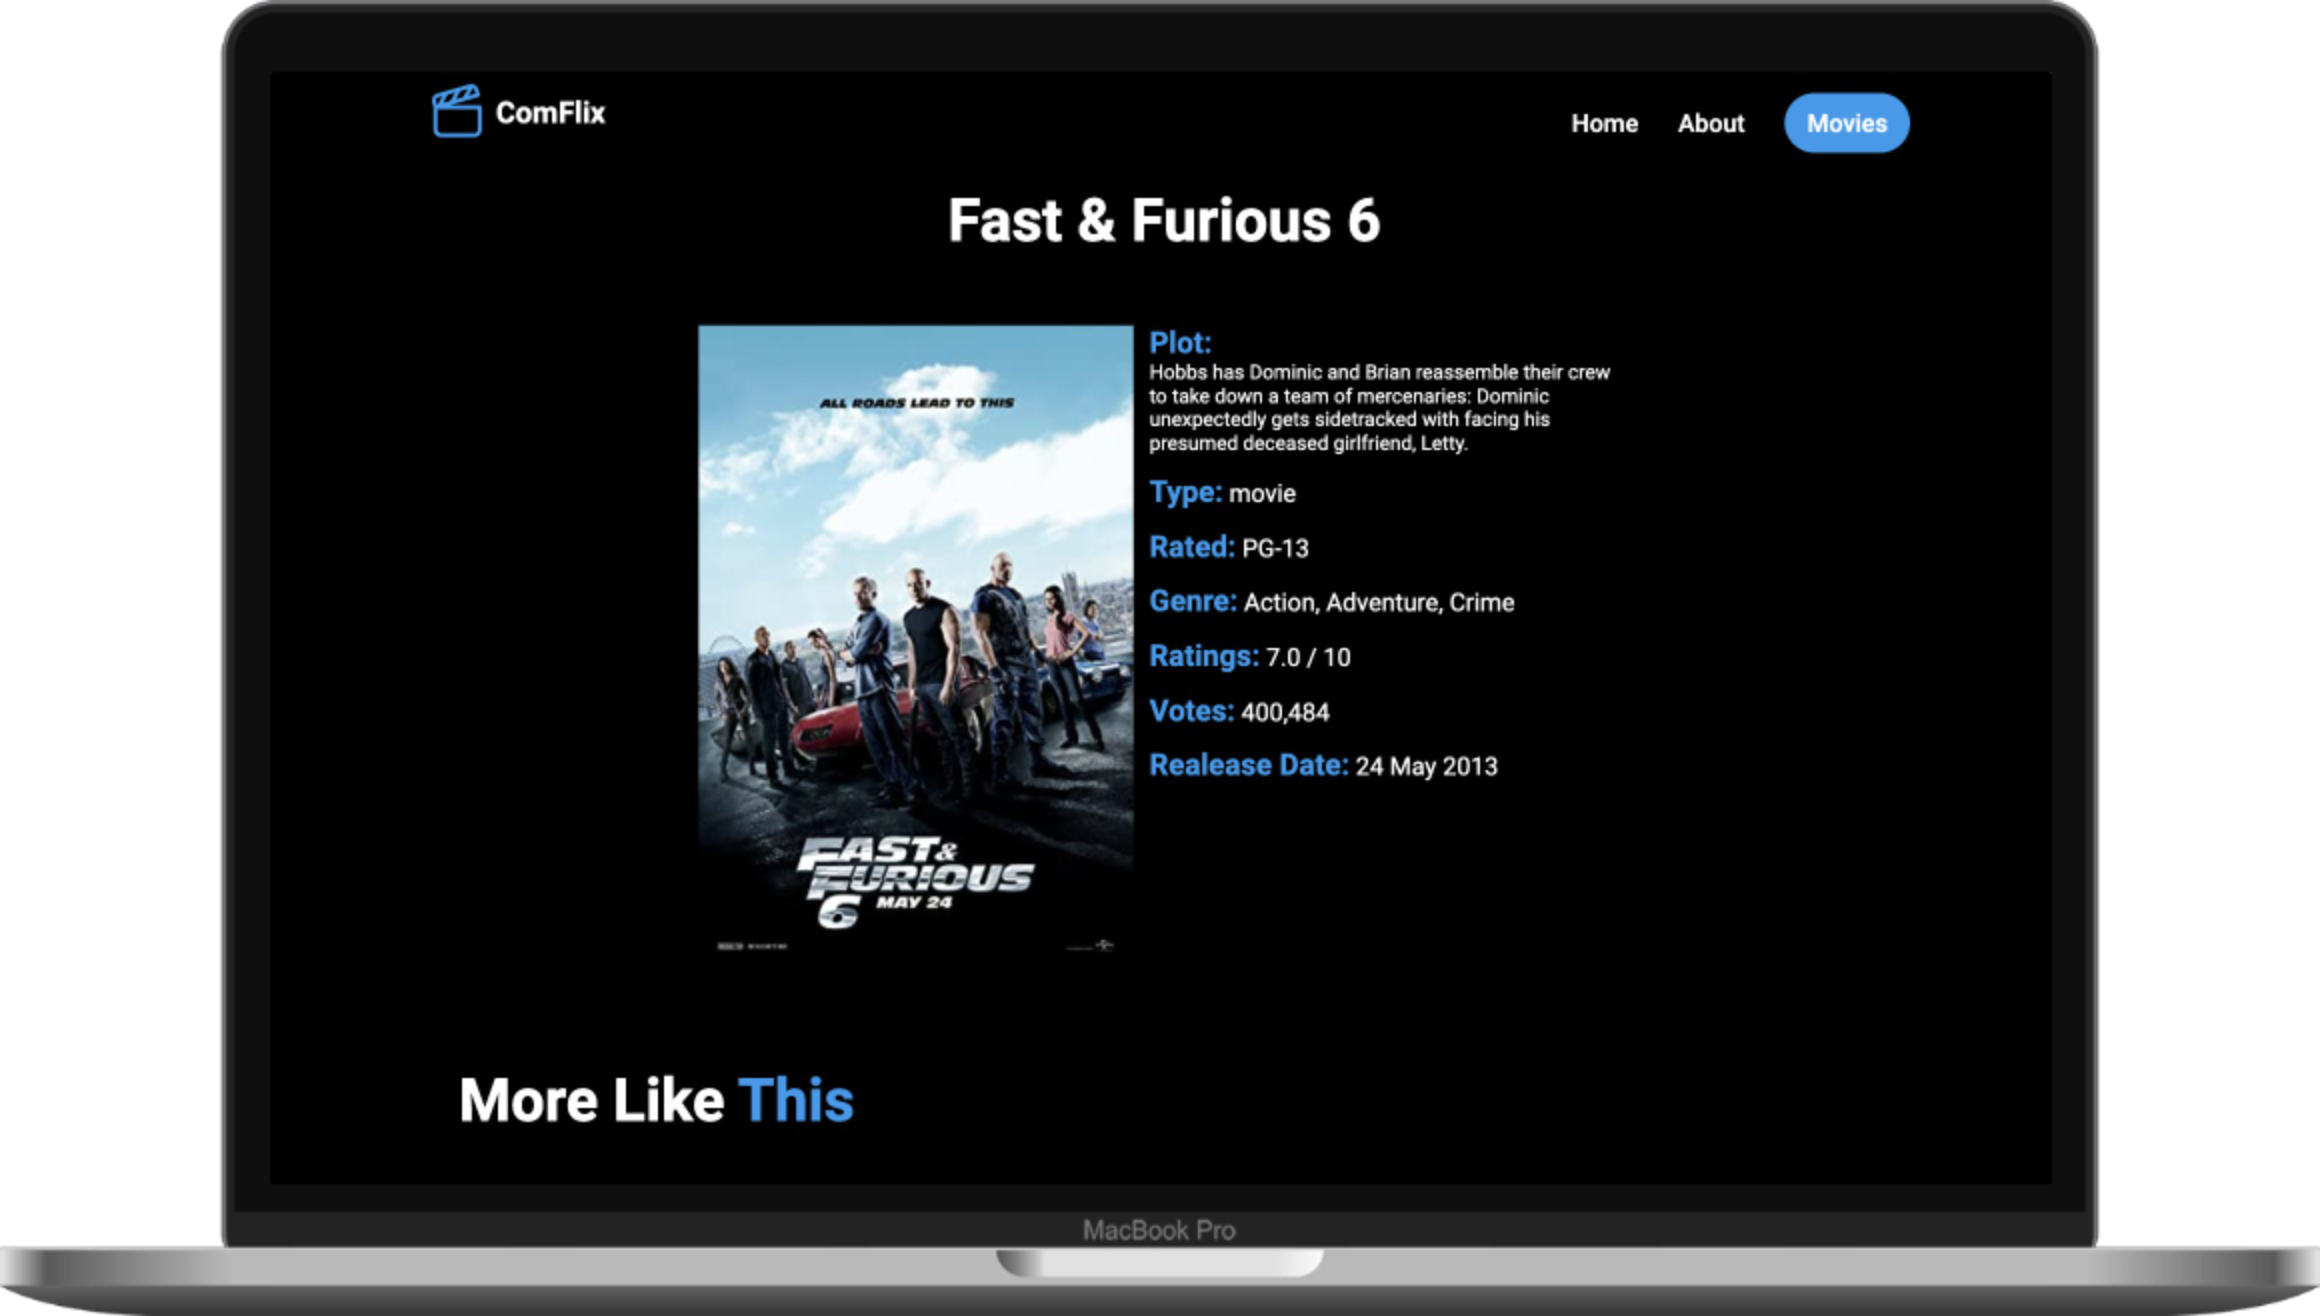 ComFlix
Home About Movies
Fast & Furious 6
ALL ROADS LEAD TO THIS
FAST &
FURIOUS
6 MAY 24
Plot:
Hobbs has Dominic and Brian reassemble their crew
to take down a team of mercenaries: Dominic
unexpectedly gets sidetracked with facing his
presumed deceased girlfriend, Letty.
Type: movie
Rated: PG-13
Genre: Action, Adventure, Crime
Ratings: 7.0 / 10
Votes: 400,484
Realease Date: 24 May 2013
More Like This
MacBook Pro